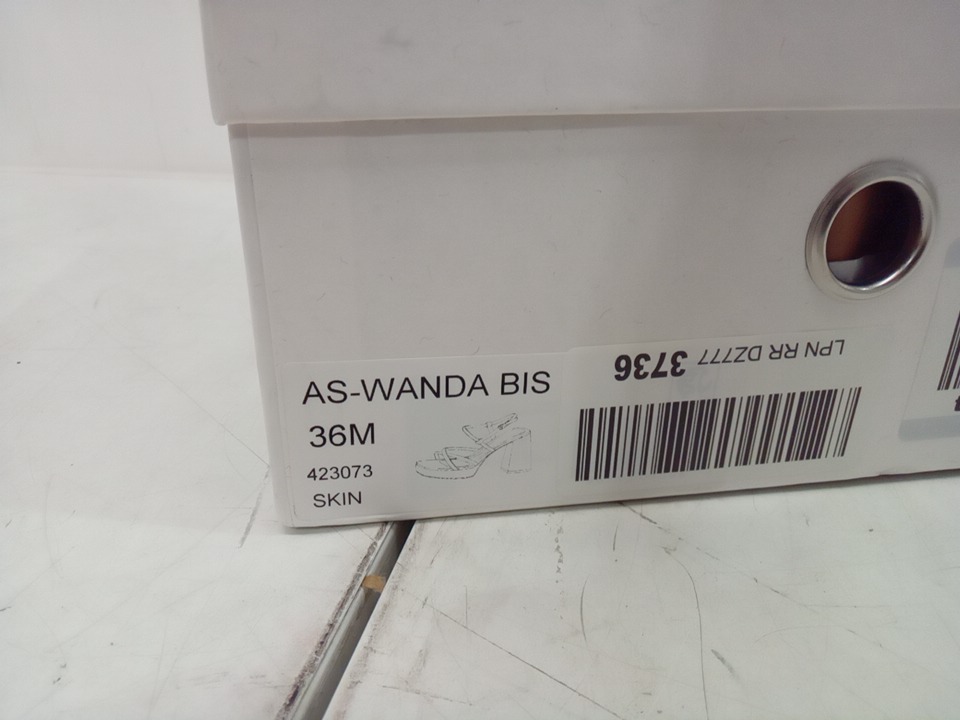 AS-WANDA BIS
36M
423073
SKIN
LPN RR DZ777 3736